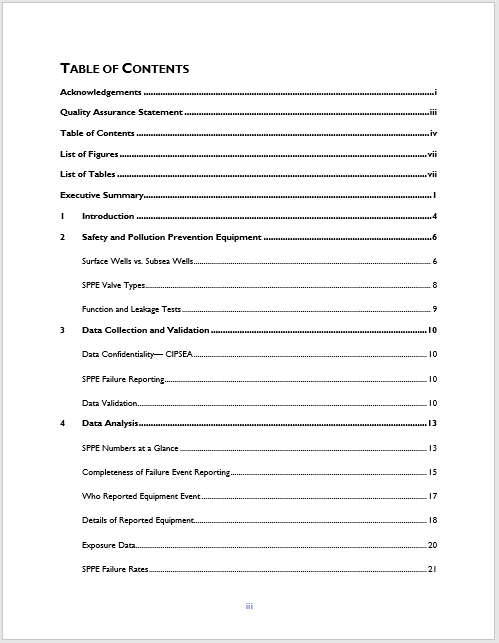 TABLE OF CONTENTS
Acknowledgements ........ i
Quality Assurance Statement ........ iii
Table of Contents ........ iv
List of Figures ........ vii
List of Tables ........ vii
Executive Summary ........ 1
1 Introduction ........ 4
2 Safety and Pollution Prevention Equipment ........ 6
Surface Wells vs. Subsea Wells ........ 6
SPPE Valve Types ........ 8
Function and Leakage Tests ........ 9
3 Data Collection and Validation ........ 10
Data Confidentiality— CIPSEA ........ 10
SPPE Failure Reporting ........ 10
Data Validation ........ 10
4 Data Analysis ........ 13
SPPE Numbers at a Glance ........ 13
Completeness of Failure Event Reporting ........ 15
Who Reported Equipment Event ........ 17
Details of Reported Equipment ........ 18
Exposure Data ........ 20
SPPE Failure Rates ........ 21
iii